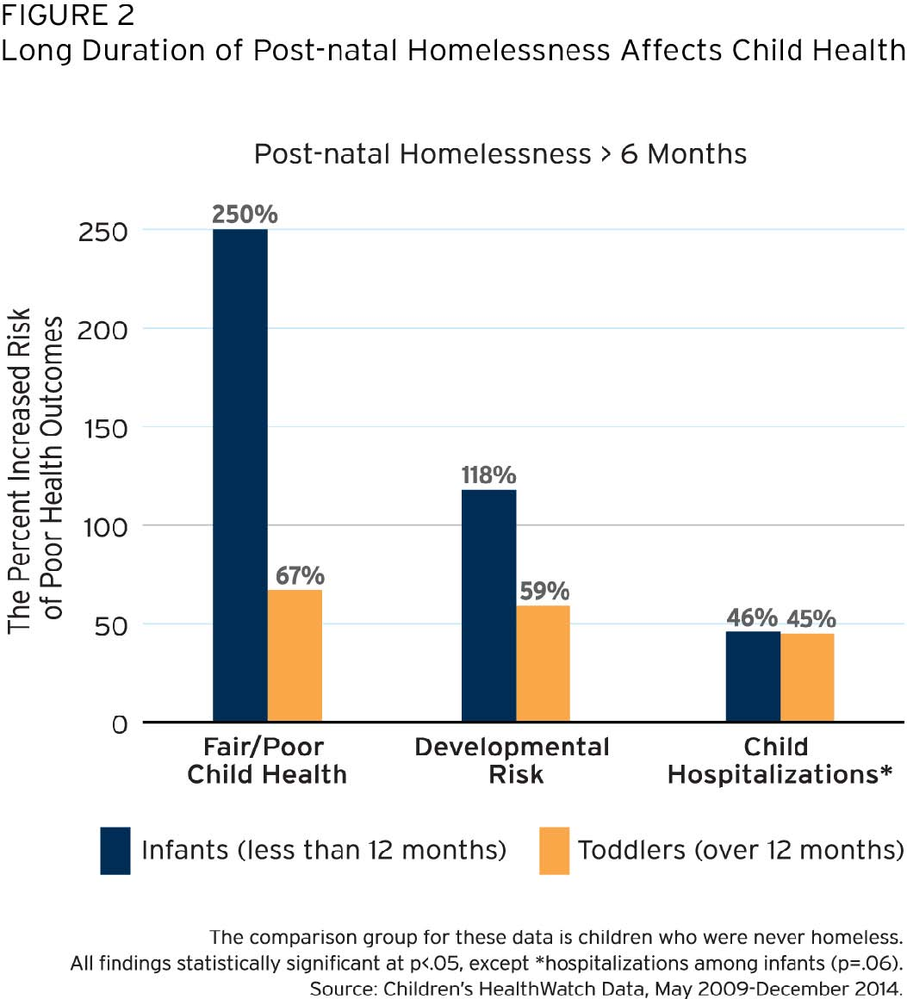 FIGURE 2
Long Duration of Post-natal Homelessness Affects Child Health
Post-natal Homelessness > 6 Months
The Percent Increased Risk
of Poor Health Outcomes
250
200
150
100
50
0
250%
67%
118%
59%
46%
45%
Fair/Poor
Child Health
Developmental
Risk
Child
Hospitalizations*
Infants (less than 12 months)
Toddlers (over 12 months)
The comparison group for these data is children who were never homeless.
All findings statistically significant at p<.05, except *hospitalizations among infants (p=.06).
Source: Children's HealthWatch Data, May 2009-December 2014.